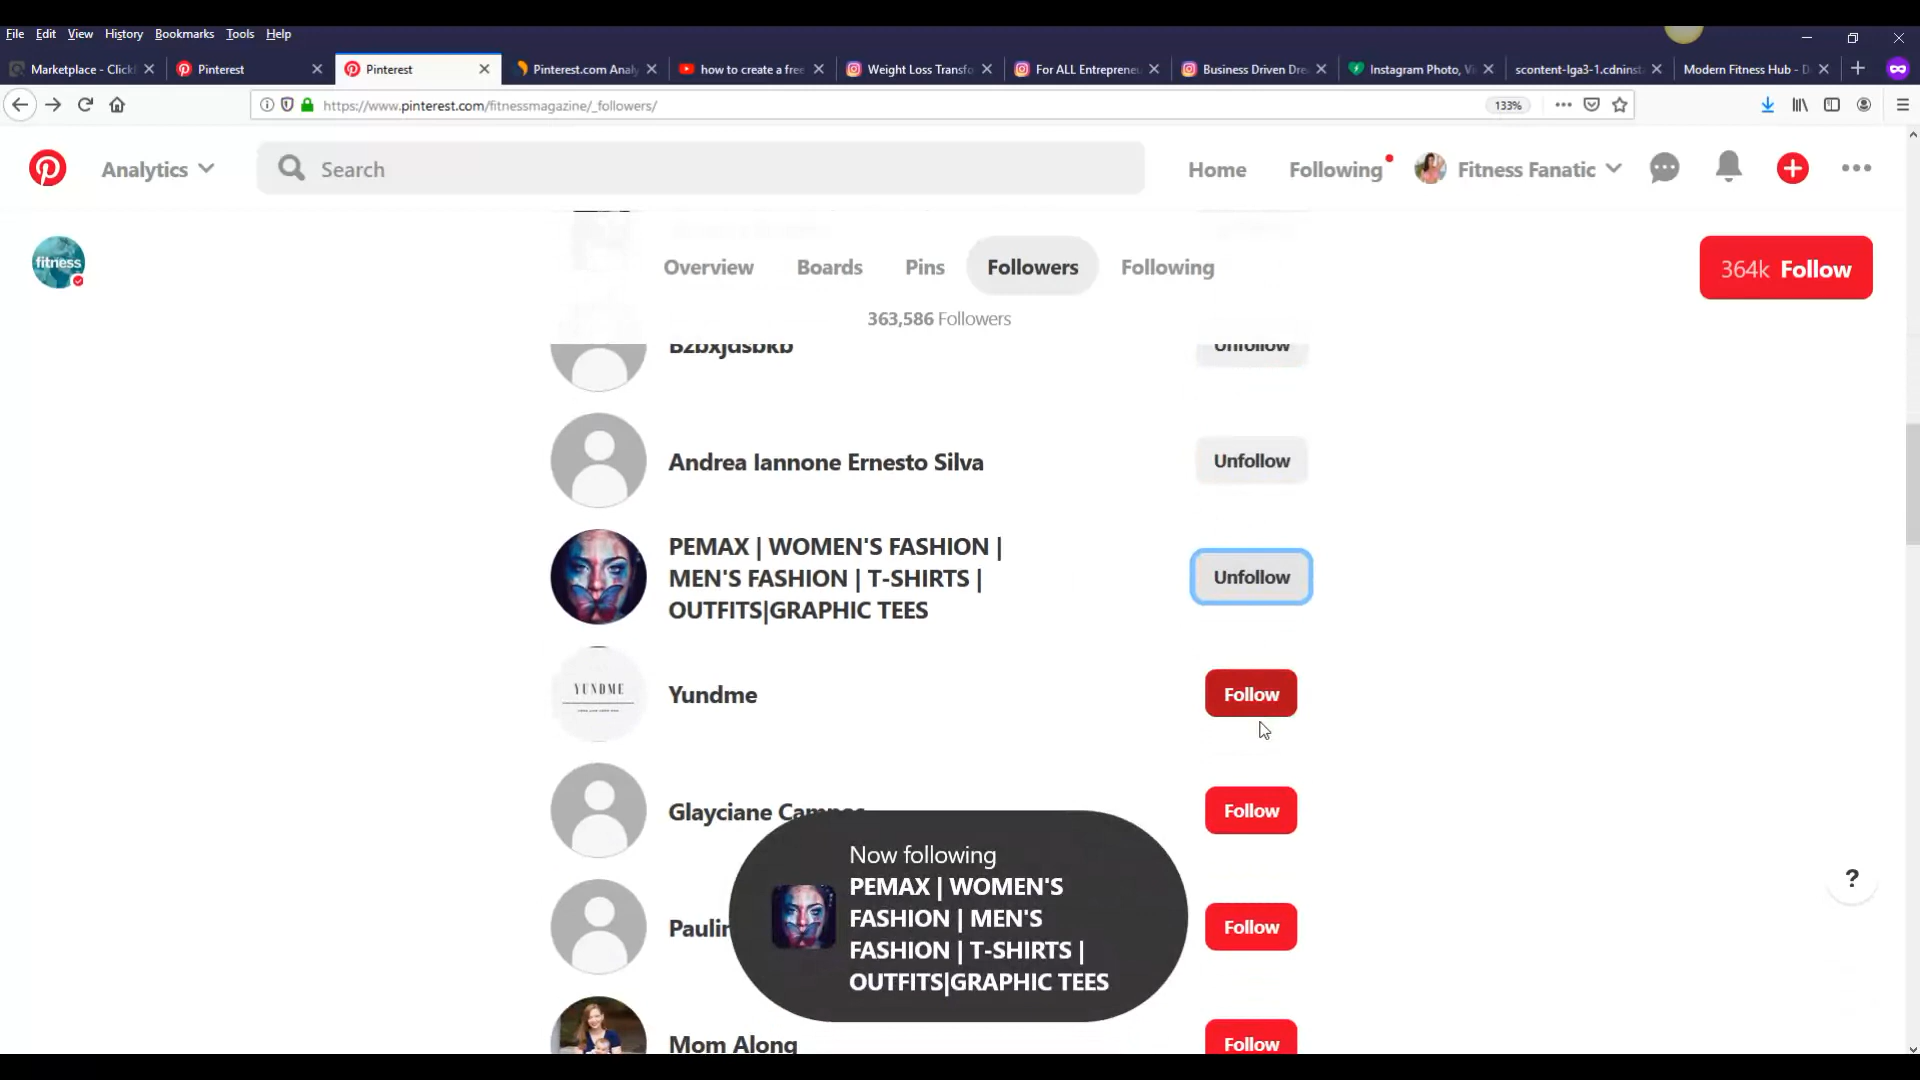 File Edit View History Bookmarks Tools Help
Marketplace - Click
Pinterest
Pinterest
Pinterest.com Analy
how to create a free
Weight Loss Transfo
For ALL Entrepreneu
Business Driven Dre
Instagram Photo, Vi
scontent-lga3-1.cdninst
Modern Fitness Hub - D
https://www.pinterest.com/fitnessmagazine/_followers/
133%
Analytics
Search
Home
Following
Fitness Fanatic
fitness
Overview
Boards
Pins
Followers
Following
364k Follow
363,586 Followers
Bzbxjdsbkb
Unfollow
Andrea Iannone Ernesto Silva
Unfollow
PEMAX | WOMEN'S FASHION |
MEN'S FASHION | T-SHIRTS |
OUTFITS|GRAPHIC TEES
Unfollow
YUNDME
Yundme
Follow
Glayciane Campos
Follow
Paulin
Follow
Mom Along
Follow
Now following
PEMAX | WOMEN'S
FASHION | MEN'S
FASHION | T-SHIRTS |
OUTFITS|GRAPHIC TEES
?